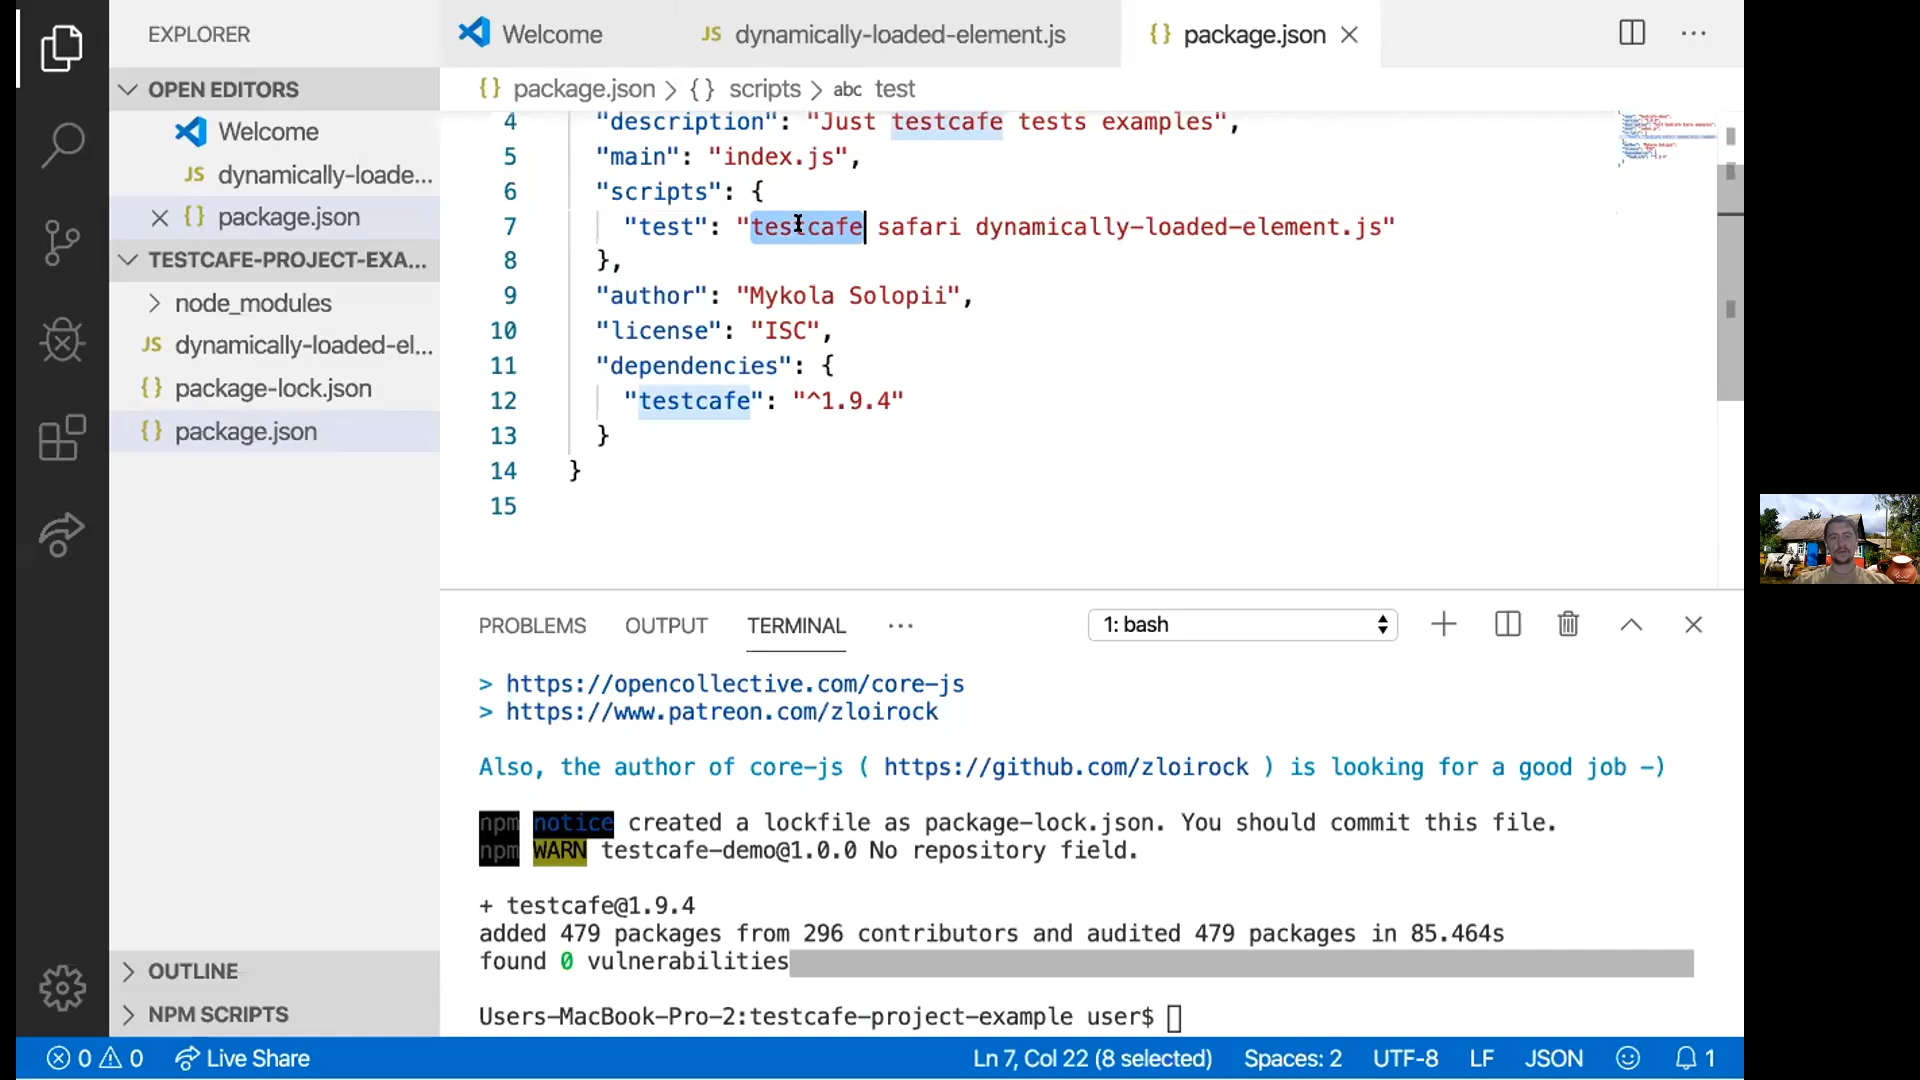 EXPLORER
OPEN EDITORS
Welcome
JS dynamically-loade...
{} package.json
TESTCAFE-PROJECT-EXA...
node_modules
JS dynamically-loaded-el...
{} package-lock.json
{} package.json
OUTLINE
NPM SCRIPTS
Welcome
JS dynamically-loaded-element.js
{} package.json
{} package.json > {} scripts > abc test
4 "description": "Just testcafe tests examples",
5 "main": "index.js",
6 "scripts": {
7 "test": "testcafe safari dynamically-loaded-element.js"
8 },
9 "author": "Mykola Solopii",
10 "license": "ISC",
11 "dependencies": {
12 "testcafe": "^1.9.4"
13 }
14 }
15
PROBLEMS OUTPUT TERMINAL ... 1: bash
> https://opencollective.com/core-js
> https://www.patreon.com/zloirock
Also, the author of core-js ( https://github.com/zloirock ) is looking for a good job -)
npm notice created a lockfile as package-lock.json. You should commit this file.
npm WARN testcafe-demo@1.0.0 No repository field.
+ testcafe@1.9.4
added 479 packages from 296 contributors and audited 479 packages in 85.464s
found 0 vulnerabilities
Users-MacBook-Pro-2:testcafe-project-example user$
0 0 Live Share Ln 7, Col 22 (8 selected) Spaces: 2 UTF-8 LF JSON 1